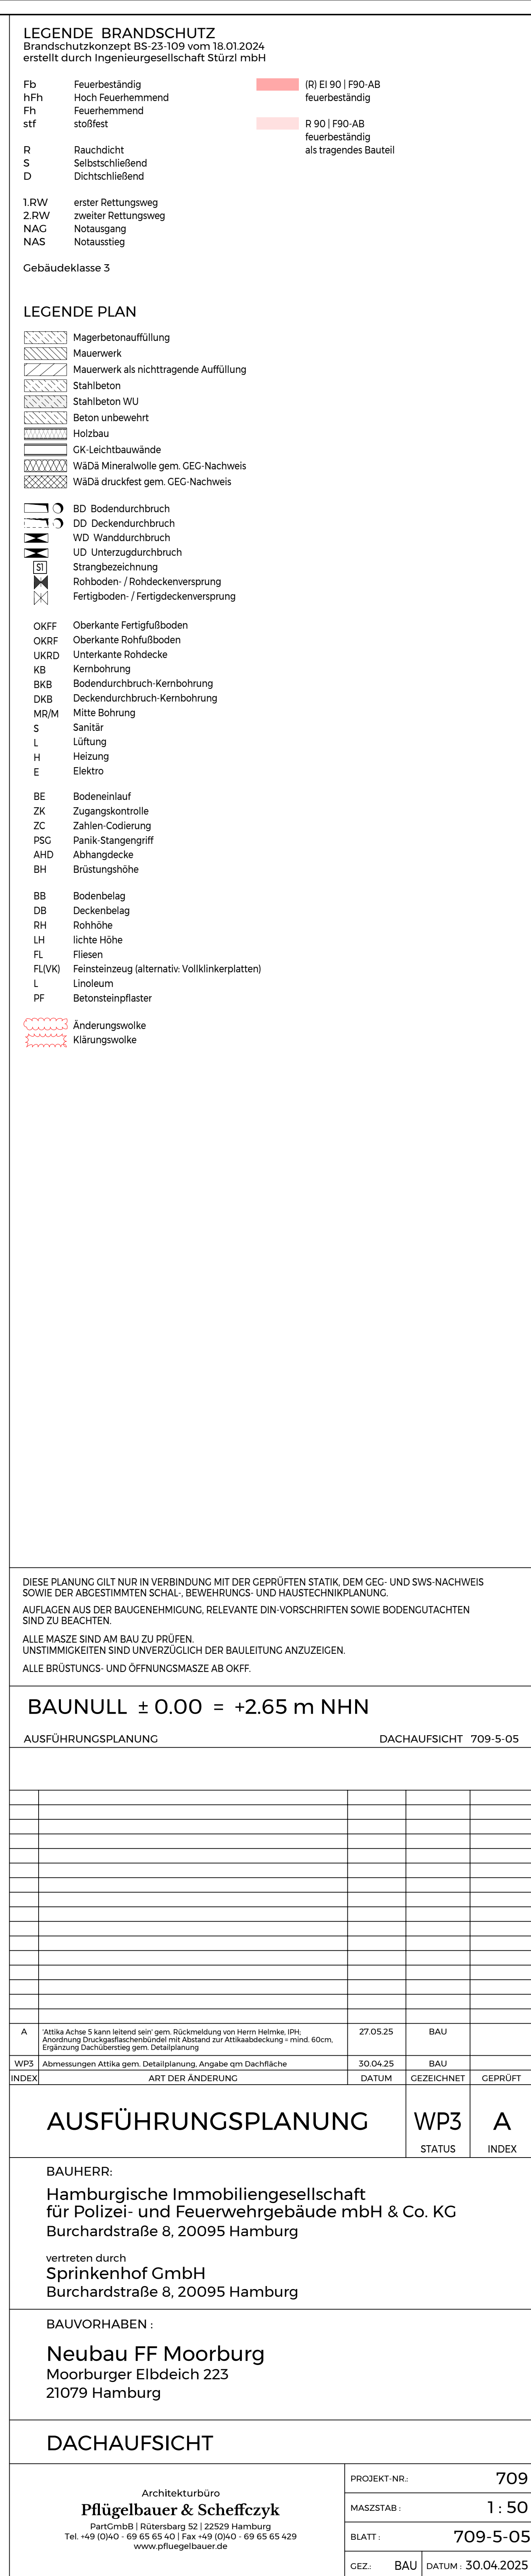 LEGENDE BRANDSCHUTZ
Brandschutzkonzept BS-23-109 vom 18.01.2024
erstellt durch Ingenieurgesellschaft Stürzl mbH
Fb Feuerbeständig
hFh Hoch Feuerhemmend
Fh Feuerhemmend
stf stoßfest
R Rauchdicht
S Selbstschließend
D Dichtschließend
1.RW erster Rettungsweg
2.RW zweiter Rettungsweg
NAG Notausgang
NAS Notausstieg
Gebäudeklasse 3
(R) EI 90 | F90-AB
feuerbeständig
R 90 | F90-AB
feuerbeständig
als tragendes Bauteil
LEGENDE PLAN
Magerbetonauffüllung
Mauerwerk
Mauerwerk als nichttragende Auffüllung
Stahlbeton
Stahlbeton WU
Beton unbewehrt
Holzbau
GK-Leichtbauwände
WäDä Mineralwolle gem. GEG-Nachweis
WäDä druckfest gem. GEG-Nachweis
BD Bodendurchbruch
DD Deckendurchbruch
WD Wanddurchbruch
UD Unterzugdurchbruch
S1 Strangbezeichnung
Rohboden- / Rohdeckenversprung
Fertigboden- / Fertigdeckenversprung
OKFF Oberkante Fertigfußboden
OKRF Oberkante Rohfußboden
UKRD Unterkante Rohdecke
KB Kernbohrung
BKB Bodendurchbruch-Kernbohrung
DKB Deckendurchbruch-Kernbohrung
MR/M Mitte Bohrung
S Sanitär
L Lüftung
H Heizung
E Elektro
BE Bodeneinlauf
ZK Zugangskontrolle
ZC Zahlen-Codierung
PSG Panik-Stangengriff
AHD Abhangdecke
BH Brüstungshöhe
BB Bodenbelag
DB Deckenbelag
RH Rohhöhe
LH lichte Höhe
FL Fliesen
FL(VK) Feinsteinzeug (alternativ: Vollklinkerplatten)
L Linoleum
PF Betonsteinpflaster
Änderungswolke
Klärungswolke
DIESE PLANUNG GILT NUR IN VERBINDUNG MIT DER GEPRÜFTEN STATIK, DEM GEG- UND SWS-NACHWEIS
SOWIE DER ABGESTIMMTEN SCHAL-, BEWEHRUNGS- UND HAUSTECHNIKPLANUNG.
AUFLAGEN AUS DER BAUGENEHMIGUNG, RELEVANTE DIN-VORSCHRIFTEN SOWIE BODENGUTACHTEN
SIND ZU BEACHTEN.
ALLE MASZE SIND AM BAU ZU PRÜFEN.
UNSTIMMIGKEITEN SIND UNVERZÜGLICH DER BAULEITUNG ANZUZEIGEN.
ALLE BRÜSTUNGS- UND ÖFFNUNGSMASZE AB OKFF.
BAUNULL ± 0.00 = +2.65 m NHN
AUSFÜHRUNGSPLANUNG DACHAUFSICHT 709-5-05
A 'Attika Achse 5 kann leitend sein' gem. Rückmeldung von Herrn Helmke, IPH; 27.05.25 BAU
Anordnung Druckgasflaschenbündel mit Abstand zur Attikaabdeckung = mind. 60cm,
Ergänzung Dachüberstieg gem. Detailplanung
WP3 Abmessungen Attika gem. Detailplanung, Angabe qm Dachfläche 30.04.25 BAU
INDEX ART DER ÄNDERUNG DATUM GEZEICHNET GEPRÜFT
AUSFÜHRUNGSPLANUNG WP3 A
STATUS INDEX
BAUHERR:
Hamburgische Immobiliengesellschaft
für Polizei- und Feuerwehrgebäude mbH & Co. KG
Burchardstraße 8, 20095 Hamburg
vertreten durch
Sprinkenhof GmbH
Burchardstraße 8, 20095 Hamburg
BAUVORHABEN :
Neubau FF Moorburg
Moorburger Elbdeich 223
21079 Hamburg
DACHAUFSICHT
Architekturbüro
Pflügelbauer & Scheffczyk
PartGmbB | Rütersbarg 52 | 22529 Hamburg
Tel. +49 (0)40 - 69 65 65 40 | Fax +49 (0)40 - 69 65 65 429
www.pfluegelbauer.de
PROJEKT-NR.: 709
MASZSTAB : 1 : 50
BLATT : 709-5-05
GEZ.: BAU DATUM : 30.04.2025